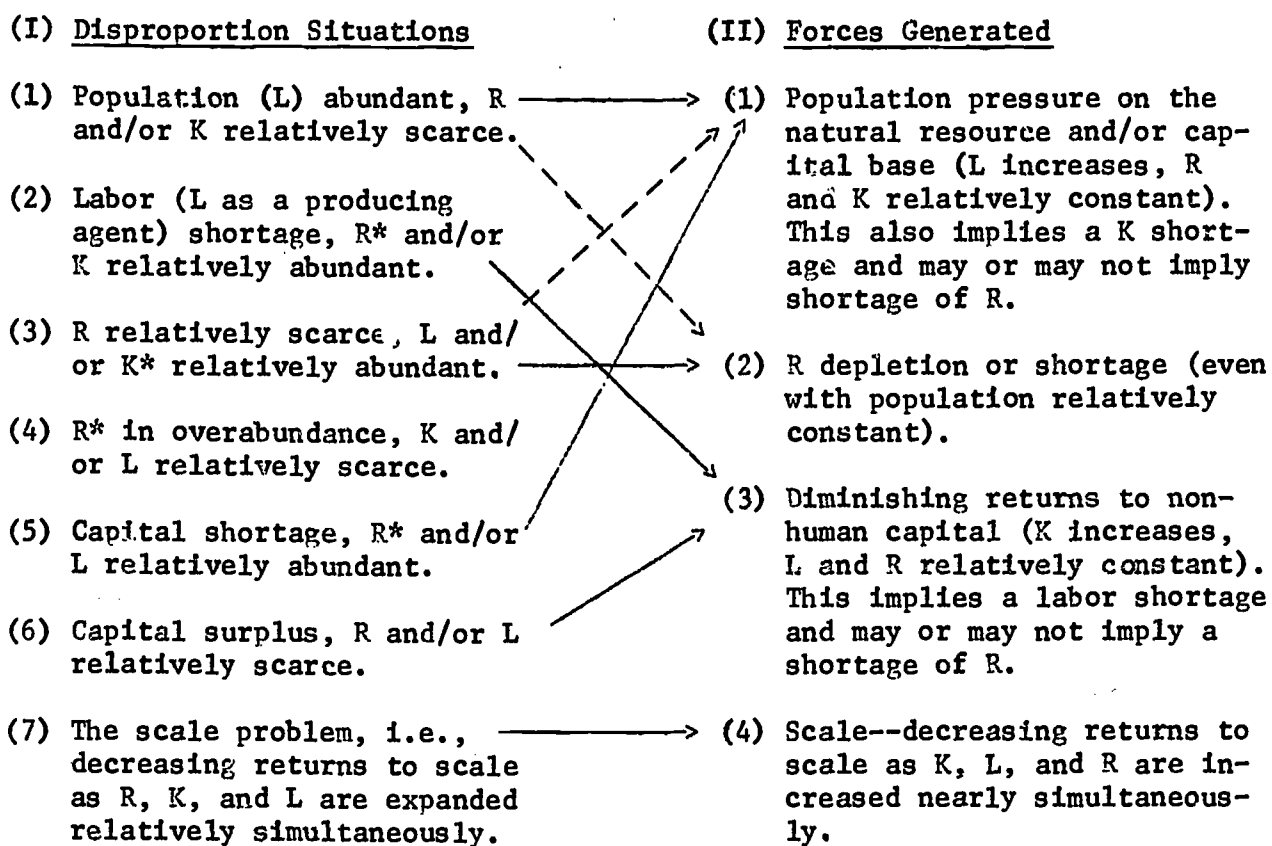 (I) Disproportion Situations
(1) Population (L) abundant, R
and/or K relatively scarce.
(2) Labor (L as a producing
agent) shortage, R* and/or
K relatively abundant.
(3) R relatively scarce, L and/
or K* relatively abundant.
(4) R* in overabundance, K and/
or L relatively scarce.
(5) Capital shortage, R* and/or
L relatively abundant.
(6) Capital surplus, R and/or L
relatively scarce.
(7) The scale problem, i.e.,
decreasing returns to scale
as R, K, and L are expanded
relatively simultaneously.
(II) Forces Generated
(1) Population pressure on the
natural resource and/or cap-
ital base (L increases, R
and K relatively constant).
This also implies a K short-
age and may or may not imply
shortage of R.
(2) R depletion or shortage (even
with population relatively
constant).
(3) Diminishing returns to non-
human capital (K increases,
L and R relatively constant).
This implies a labor shortage
and may or may not imply a
shortage of R.
(4) Scale--decreasing returns to
scale as K, L, and R are in-
creased nearly simultaneous-
ly.